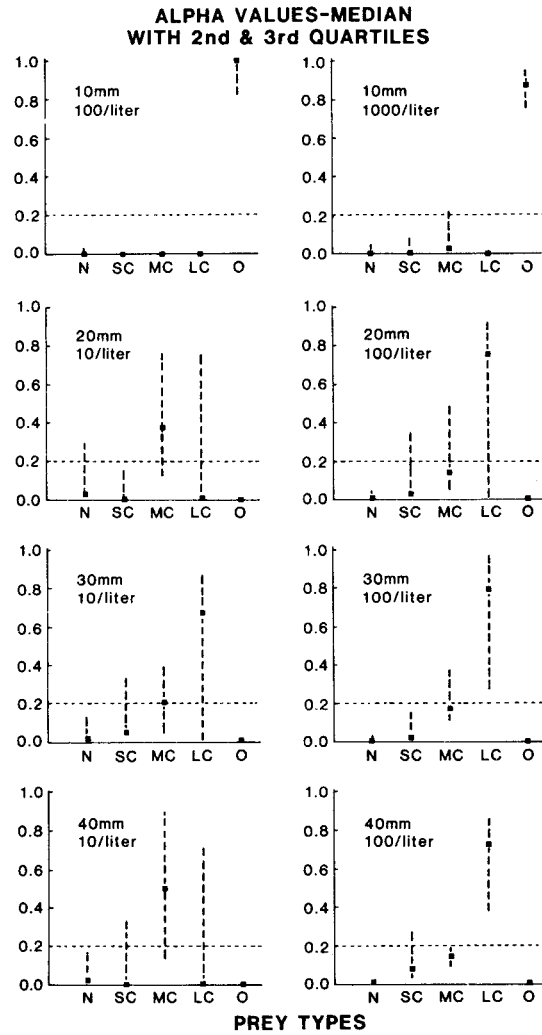 ALPHA VALUES-MEDIAN
WITH 2nd & 3rd QUARTILES
10mm
100/liter
1.0
0.8
0.6
0.4
0.2
0.0
N SC MC LC O
10mm
1000/liter
1.0
0.8
0.6
0.4
0.2
0.0
N SC MC LC O
20mm
10/liter
1.0
0.8
0.6
0.4
0.2
0.0
N SC MC LC O
20mm
100/liter
1.0
0.8
0.6
0.4
0.2
0.0
N SC MC LC O
30mm
10/liter
1.0
0.8
0.6
0.4
0.2
0.0
N SC MC LC O
30mm
100/liter
1.0
0.8
0.6
0.4
0.2
0.0
N SC MC LC O
40mm
10/liter
1.0
0.8
0.6
0.4
0.2
0.0
N SC MC LC O
40mm
100/liter
1.0
0.8
0.6
0.4
0.2
0.0
N SC MC LC O
PREY TYPES